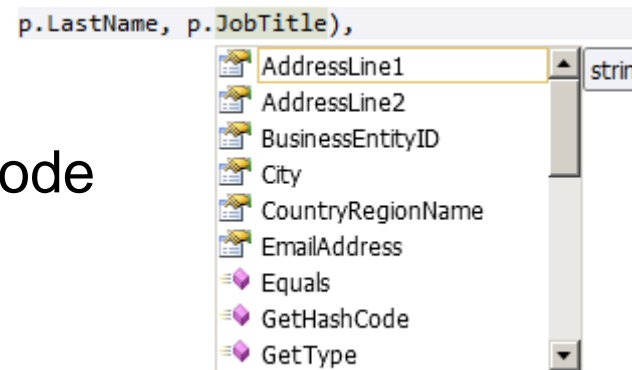 p.LastName, p.JobTitle),
AddressLine1
strin
AddressLine2
BusinessEntityID
ode
City
CountryRegionName
EmailAddress
Equals
GetHashCode
GetType